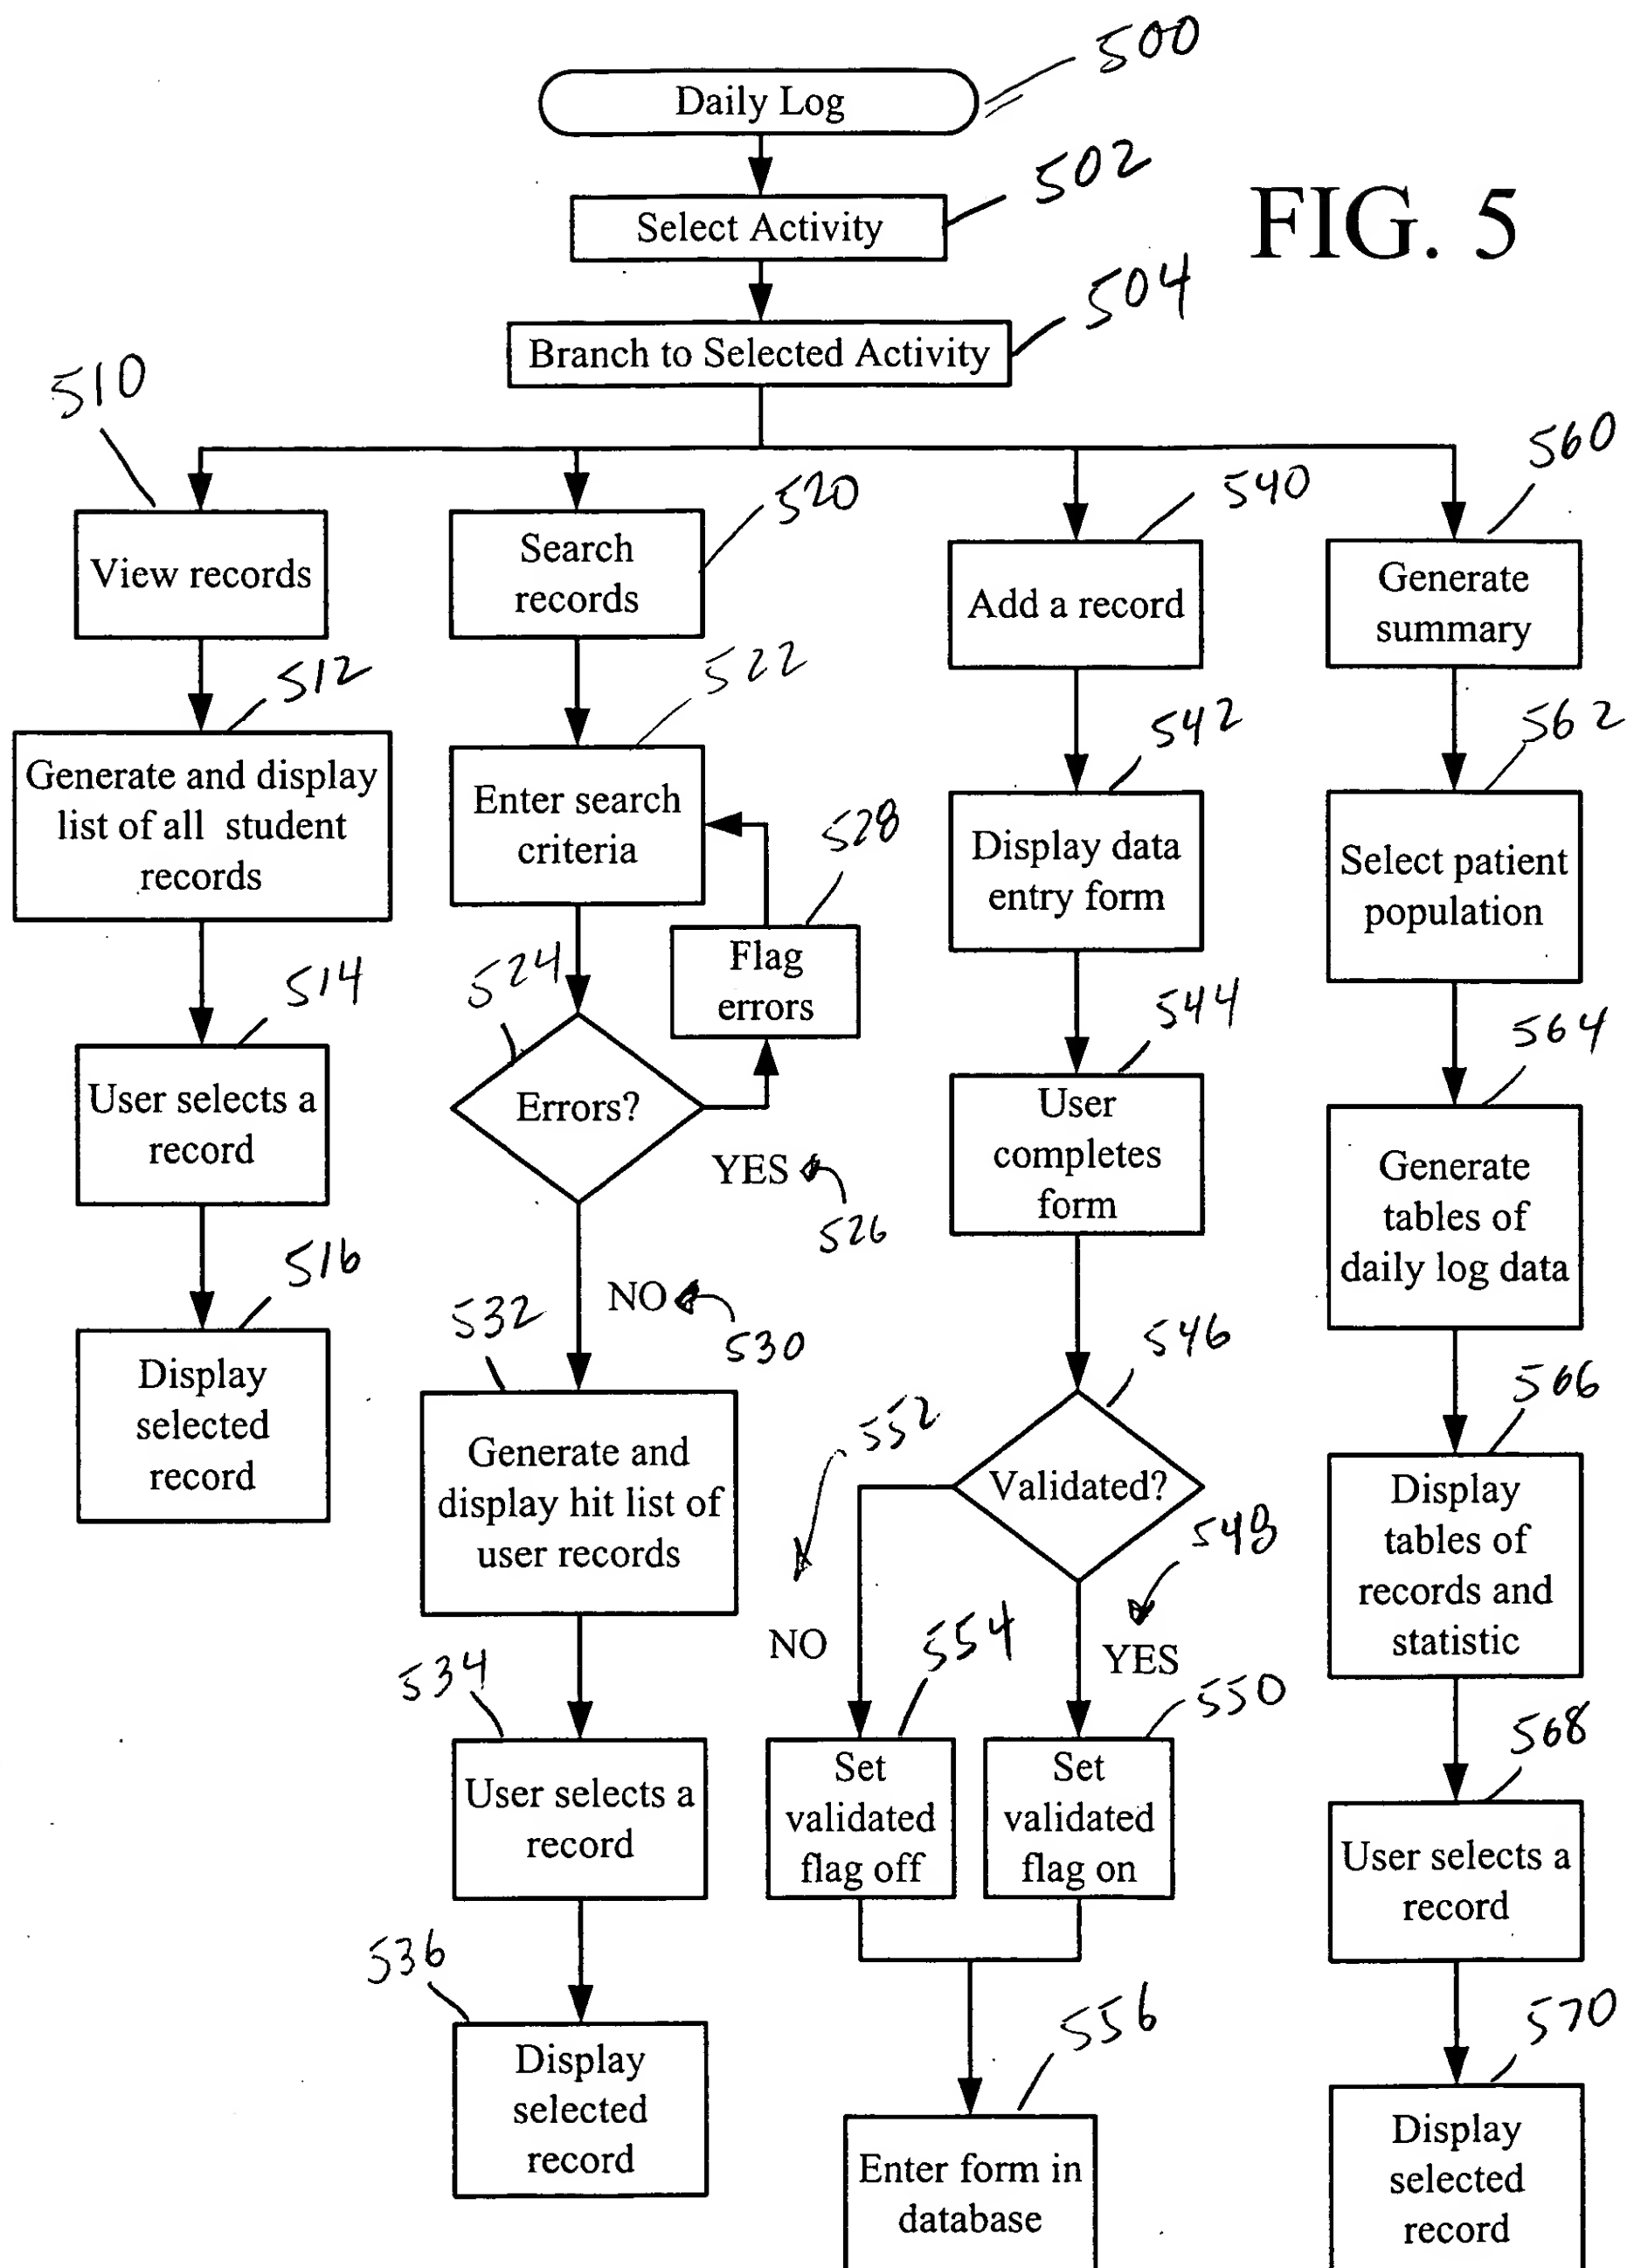 500
Daily Log
502
Select Activity
FIG. 5
504
Branch to Selected Activity
510
View records
512
Generate and display
list of all student
records
514
User selects a
record
516
Display
selected
record
520
Search
records
522
Enter search
criteria
528
Flag
errors
524
Errors?
YES
526
NO
530
532
Generate and
display hit list of
user records
534
User selects a
record
536
Display
selected
record
540
Add a record
542
Display data
entry form
544
User
completes
form
546
Validated?
552
NO
548
YES
554
Set
validated
flag off
550
Set
validated
flag on
556
Enter form in
database
560
Generate
summary
562
Select patient
population
564
Generate
tables of
daily log data
566
Display
tables of
records and
statistic
568
User selects a
record
570
Display
selected
record